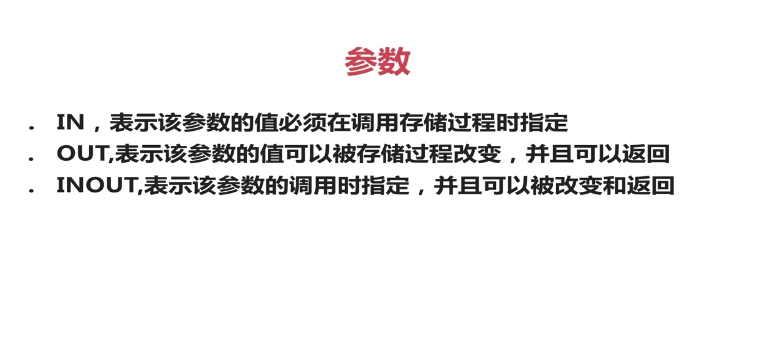 参数
. IN，表示该参数的值必须在调用存储过程时指定
. OUT,表示该参数的值可以被存储过程改变，并且可以返回
. INOUT,表示该参数的调用时指定，并且可以被改变和返回